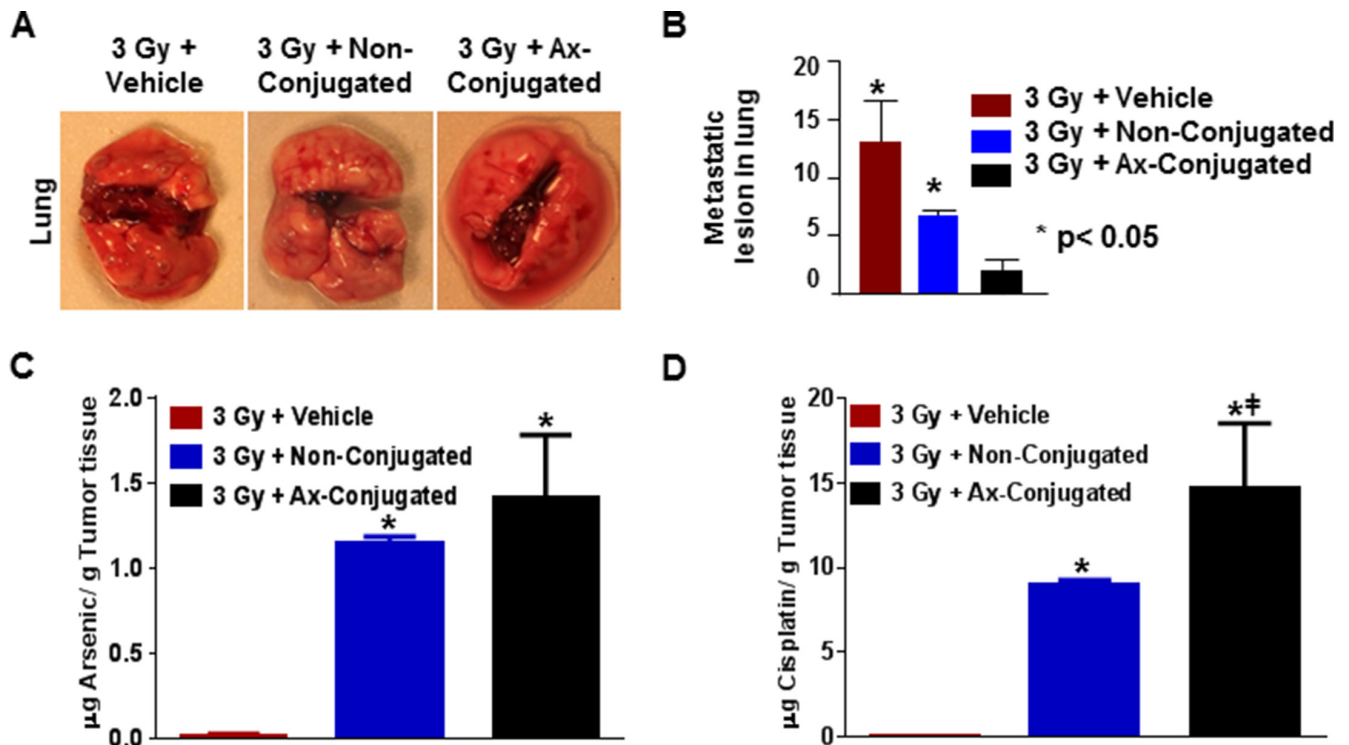 A
3 Gy +
Vehicle
3 Gy + Non-
Conjugated
3 Gy + Ax-
Conjugated
Lung
B
Metastatic
lesion in lung
20
15
10
5
0
*
*
3 Gy + Vehicle
3 Gy + Non-Conjugated
3 Gy + Ax-Conjugated
* p< 0.05
C
µg Arsenic/ g Tumor tissue
2.0
1.5
1.0
0.5
0.0
3 Gy + Vehicle
3 Gy + Non-Conjugated
3 Gy + Ax-Conjugated
*
*
D
µg Cisplatin/ g Tumor tissue
20
15
10
5
0
3 Gy + Vehicle
3 Gy + Non-Conjugated
3 Gy + Ax-Conjugated
*
*ǂ